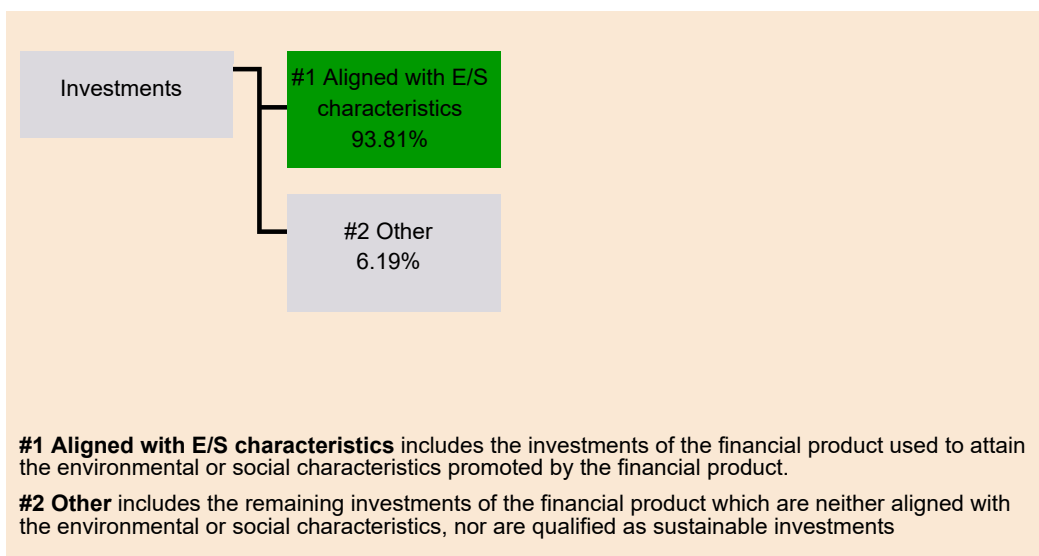 Investments
#1 Aligned with E/S
characteristics
93.81%
#2 Other
6.19%
#1 Aligned with E/S characteristics includes the investments of the financial product used to attain
the environmental or social characteristics promoted by the financial product.
#2 Other includes the remaining investments of the financial product which are neither aligned with
the environmental or social characteristics, nor are qualified as sustainable investments